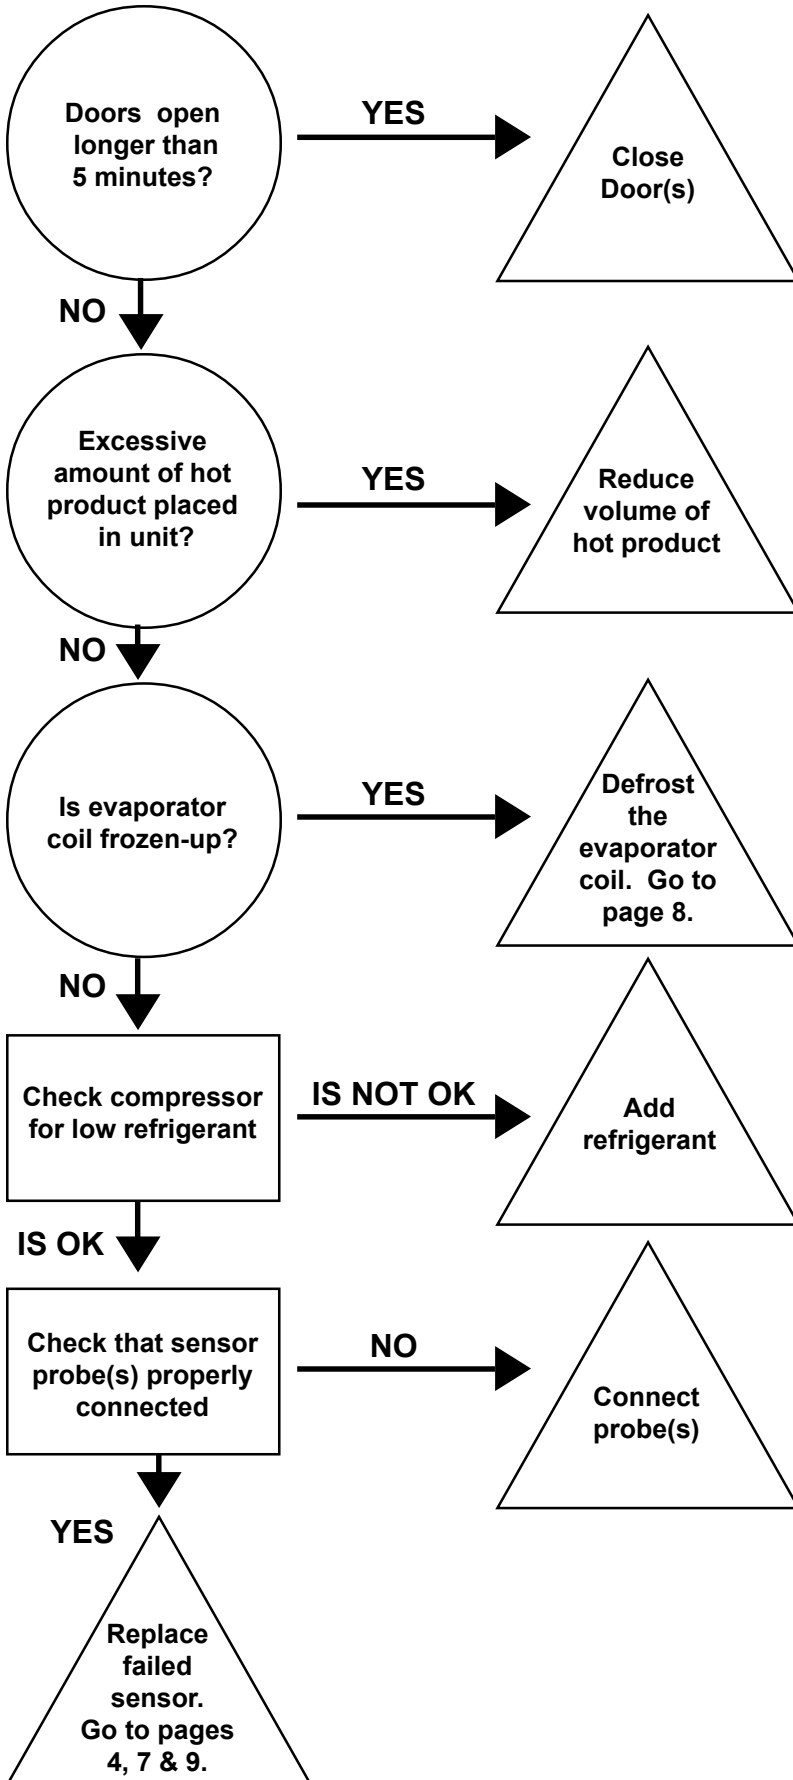 Doors open
longer than
5 minutes?
YES
Close
Door(s)
NO
Excessive
amount of hot
product placed
in unit?
YES
Reduce
volume of
hot product
NO
Is evaporator
coil frozen-up?
YES
Defrost
the
evaporator
coil. Go to
page 8.
NO
Check compressor
for low refrigerant
IS NOT OK
Add
refrigerant
IS OK
Check that sensor
probe(s) properly
connected
NO
Connect
probe(s)
YES
Replace
failed
sensor.
Go to pages
4, 7 & 9.